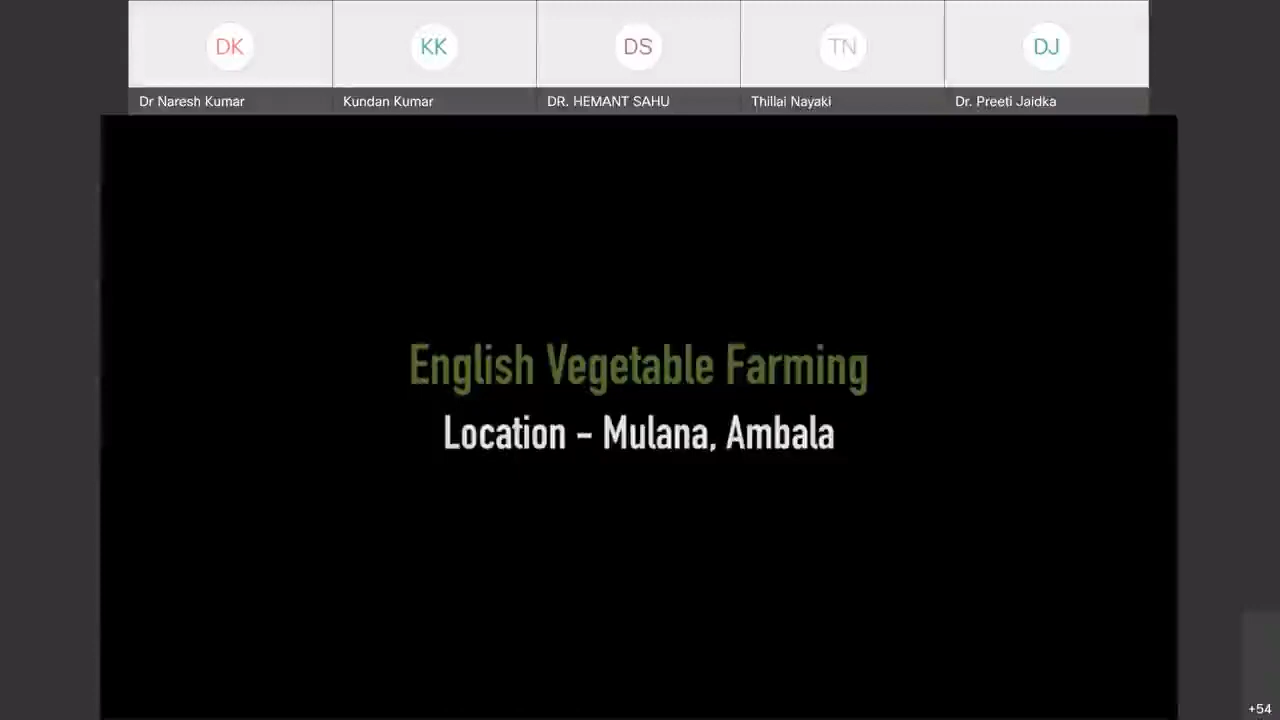 DK
KK
DS
TN
DJ
Dr Naresh Kumar
Kundan Kumar
DR. HEMANT SAHU
Thillai Nayaki
Dr. Preeti Jaidka
English Vegetable Farming
Location - Mulana, Ambala
+54